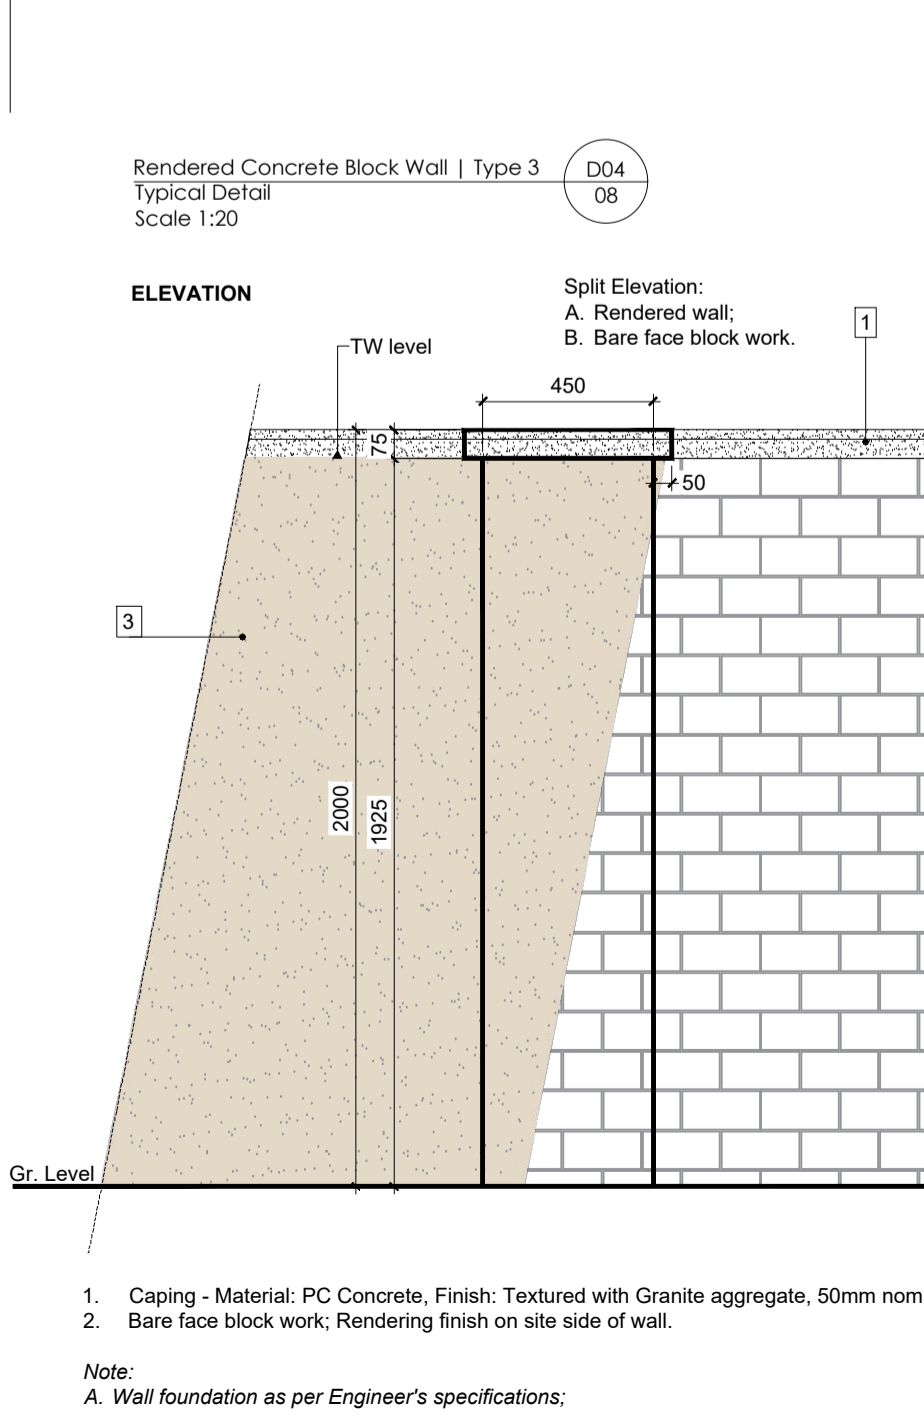 Rendered Concrete Block Wall | Type 3
D04
Typical Detail
08
Scale 1:20
ELEVATION
Split Elevation:
A. Rendered wall;
B. Bare face block work.
1
TW level
450
75
50
3
2000
1925
Gr. Level
1. Caping - Material: PC Concrete, Finish: Textured with Granite aggregate, 50mm nom
2. Bare face block work; Rendering finish on site side of wall.
Note:
A. Wall foundation as per Engineer's specifications;